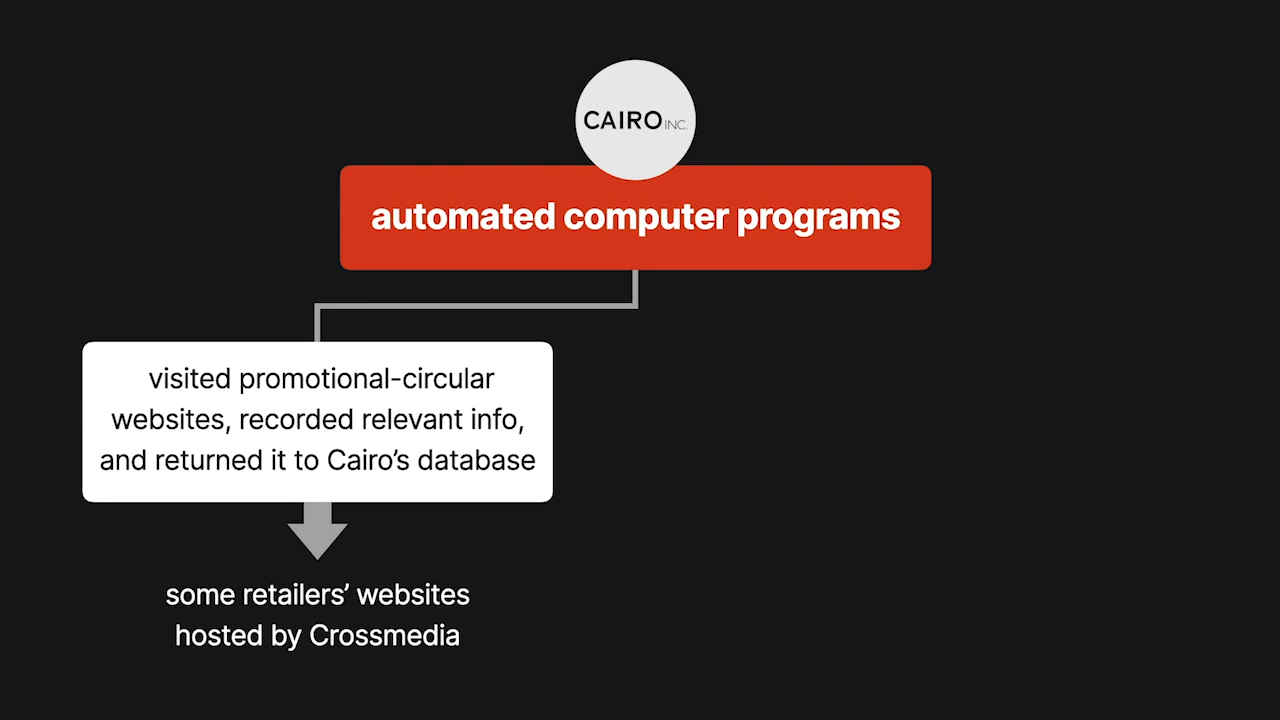 CAIRO INC.
automated computer programs
visited promotional-circular
websites, recorded relevant info,
and returned it to Cairo’s database
some retailers’ websites
hosted by Crossmedia